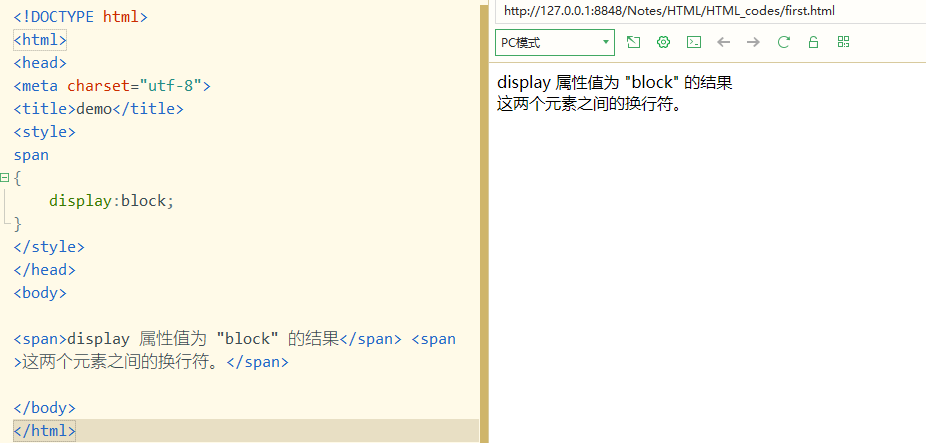 <!DOCTYPE html>
<html>
<head>
<meta charset="utf-8">
<title>demo</title>
<style>
span
{
    display:block;
}
</style>
</head>
<body>
<span>display 属性值为 "block" 的结果</span> <span
>这两个元素之间的换行符。</span>
</body>
</html>
http://127.0.0.1:8848/Notes/HTML/HTML_codes/first.html
PC模式
display 属性值为 "block" 的结果
这两个元素之间的换行符。